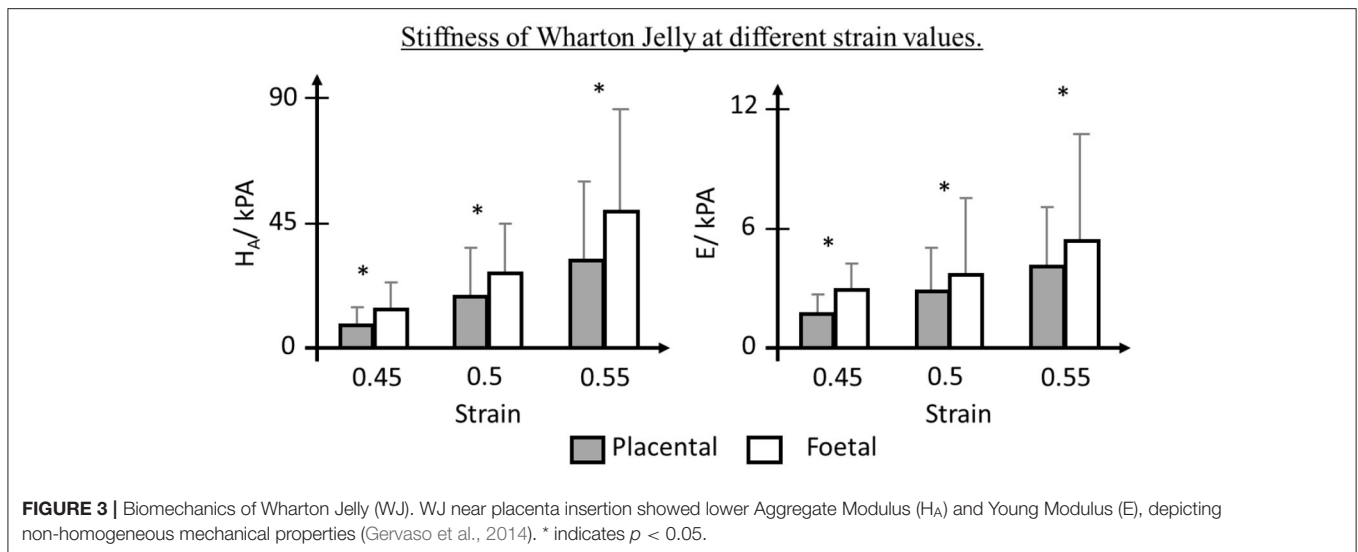 Stiffness of Wharton Jelly at different strain values.
90
45
0
H_A/ kPA
*
*
*
0.45 0.5 0.55
Strain
12
6
0
E/ kPA
*
*
*
0.45 0.5 0.55
Strain
Placental Foetal
FIGURE 3 | Biomechanics of Wharton Jelly (WJ). WJ near placenta insertion showed lower Aggregate Modulus (H_A) and Young Modulus (E), depicting
non-homogeneous mechanical properties (Gervaso et al., 2014). * indicates p < 0.05.